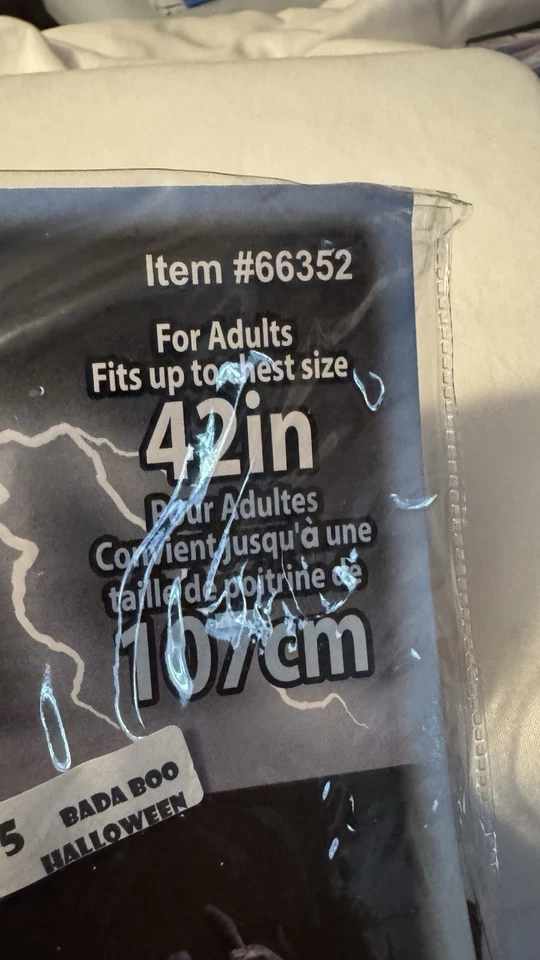 Item #66352
For Adults
Fits up to chest size
42in
Pour Adultes
Convient jusqu'à une
taille de poitrine de
107cm
5 BADA BOO
HALLOWEEN